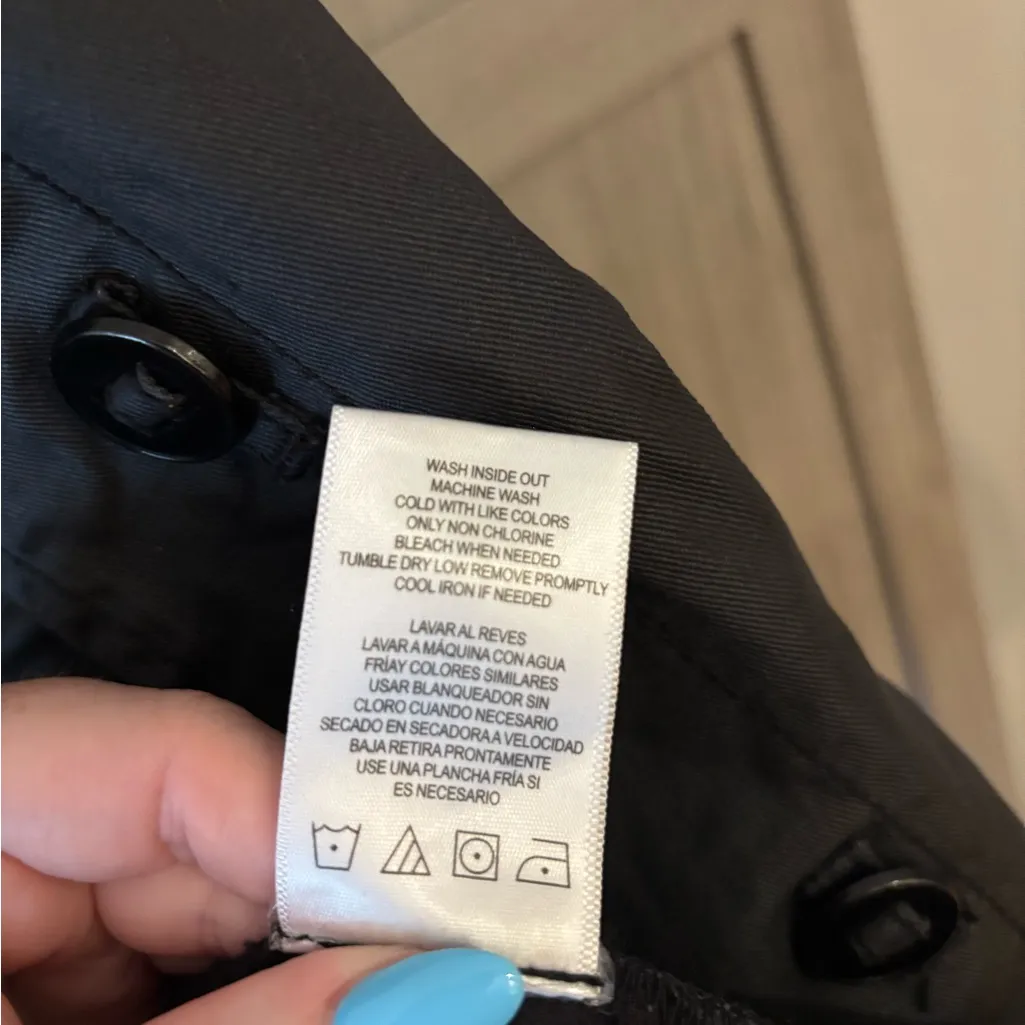 WASH INSIDE OUT
MACHINE WASH
COLD WITH LIKE COLORS
ONLY NON CHLORINE
BLEACH WHEN NEEDED
TUMBLE DRY LOW REMOVE PROMPTLY
COOL IRON IF NEEDED
LAVAR AL REVES
LAVAR A MÁQUINA CON AGUA
FRÍA Y COLORES SIMILARES
USAR BLANQUEADOR SIN
CLORO CUANDO NECESARIO
SECADO EN SECADORA A VELOCIDAD
BAJA RETIRA PRONTAMENTE
USE UNA PLANCHA FRÍA SI
ES NECESARIO